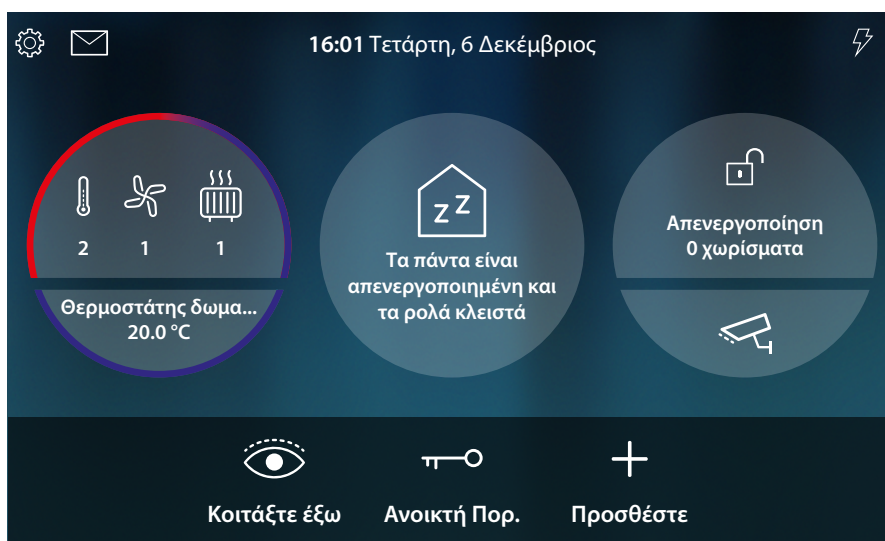 16:01 Τετάρτη, 6 Δεκέμβριος
2 1 1
Θερμοστάτης δωμα...
20.0 °C
z z
Τα πάντα είναι
απενεργοποιημένη και
τα ρολά κλειστά
Απενεργοποίηση
0 χωρίσματα
Κοιτάξτε έξω
Ανοικτή Πορ.
Προσθέστε